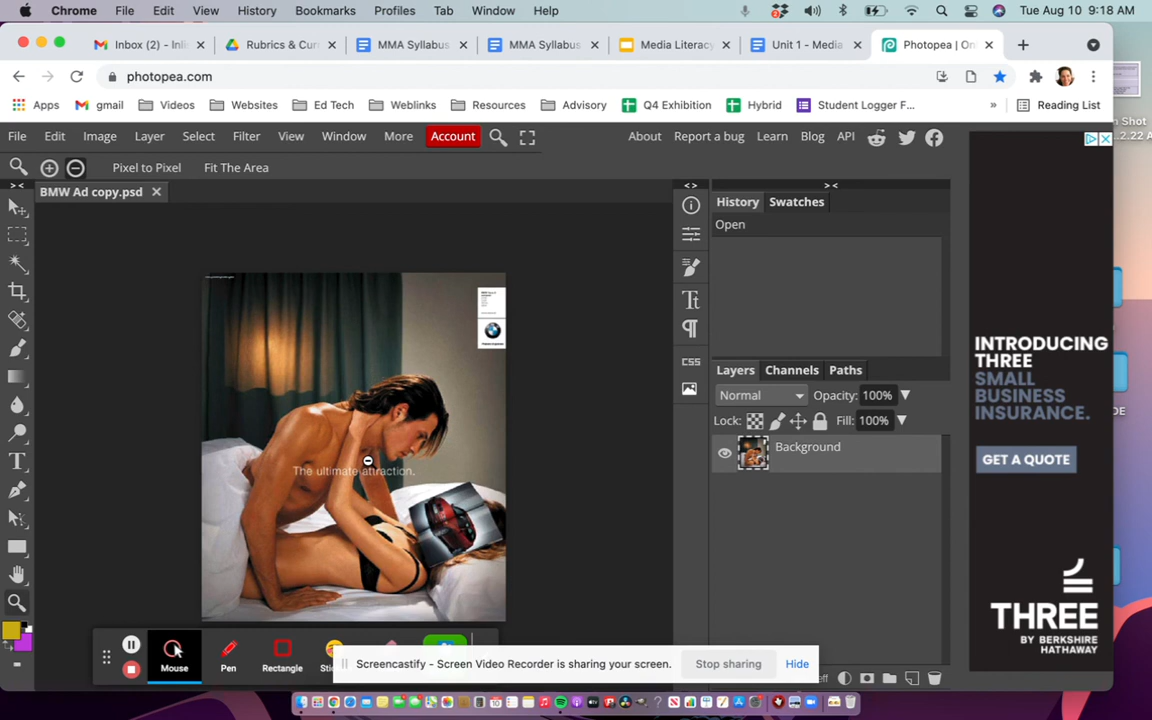 Chrome File Edit View History Bookmarks Profiles Tab Window Help Tue Aug 10 9:18 AM
Inbox (2) - Inl Rubrics & Curr MMA Syllabus MMA Syllabus Media Literacy Unit 1 - Media Photopea | On
photopea.com
Apps gmail Videos Websites Ed Tech Weblinks Resources Advisory Q4 Exhibition Hybrid Student Logger F... » Reading List
File Edit Image Layer Select Filter View Window More Account About Report a bug Learn Blog API
Pixel to Pixel Fit The Area
BMW Ad copy.psd
History Swatches
Open
The ultimate attraction.
CSS
Layers Channels Paths
Normal Opacity: 100%
Lock: Fill: 100%
Background
INTRODUCING
THREE
SMALL
BUSINESS
INSURANCE.
GET A QUOTE
THREE
BY BERKSHIRE
HATHAWAY
Mouse Pen Rectangle
Screencastify - Screen Video Recorder is sharing your screen. Stop sharing Hide